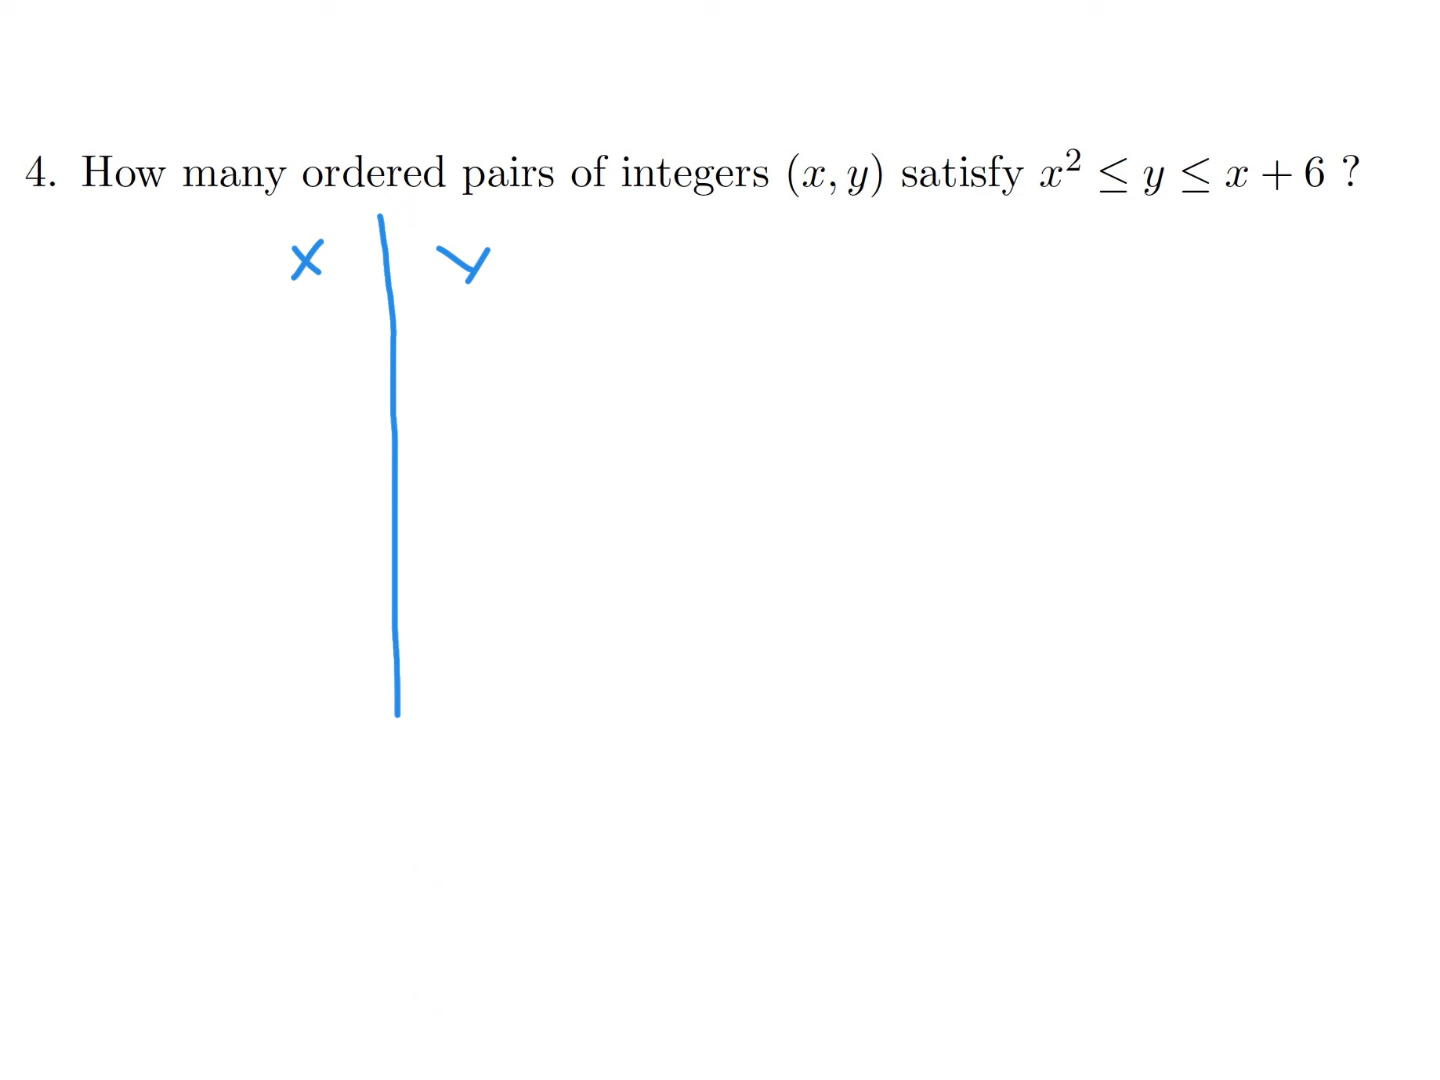 4. How many ordered pairs of integers (x, y) satisfy x² ≤ y ≤ x + 6 ?
x y